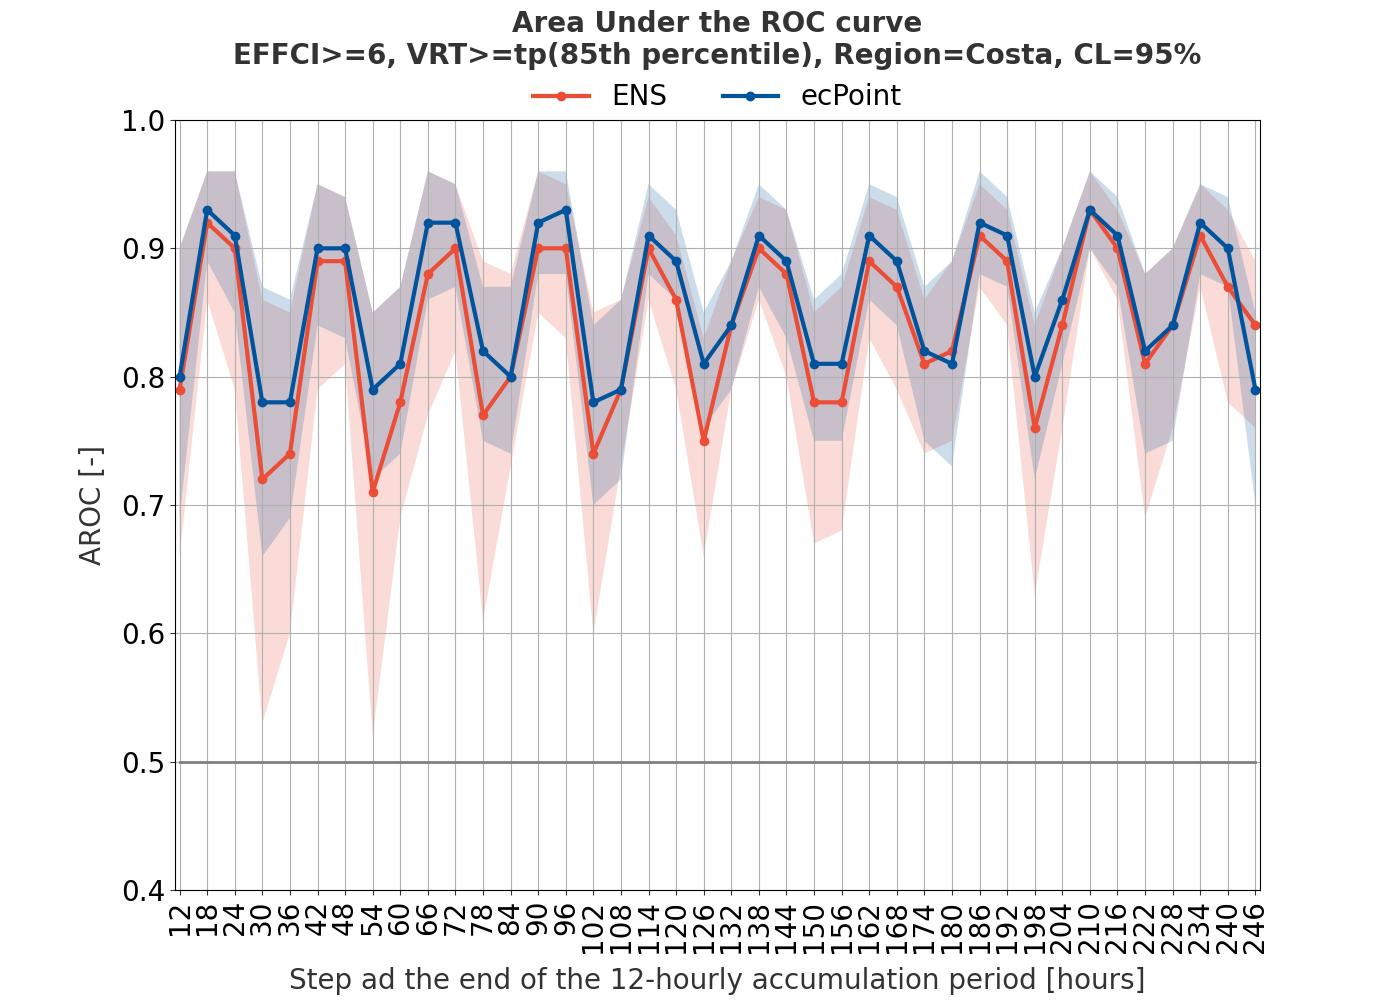 Area Under the ROC curve
EFFCI>=6, VRT>=tp(85th percentile), Region=Costa, CL=95%
ENS ecPoint
1.0
0.9
0.8
0.7
0.6
0.5
0.4
AROC [-]
12 18 24 30 36 42 48 54 60 66 72 78 84 90 96 102 108 114 120 126 132 138 144 150 156 162 168 174 180 186 192 198 204 210 216 222 228 234 240 246
Step ad the end of the 12-hourly accumulation period [hours]